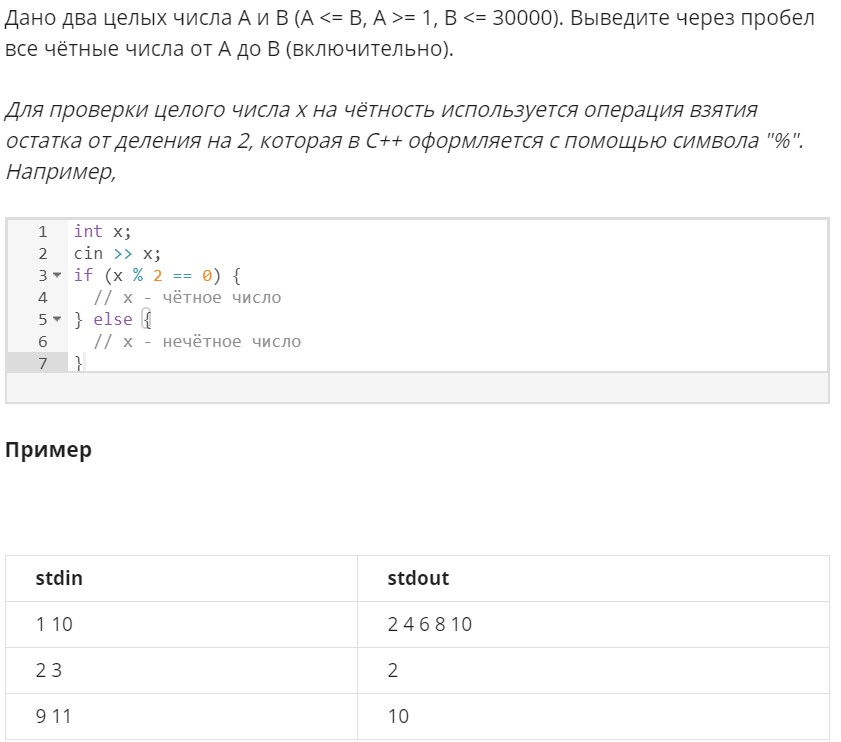 Дано два целых числа A и B (A <= B, A >= 1, B <= 30000). Выведите через пробел
все чётные числа от A до B (включительно).
Для проверки целого числа x на чётность используется операция взятия
остатка от деления на 2, которая в C++ оформляется с помощью символа "%".
Например,
1 int x;
2 cin >> x;
3 if (x % 2 == 0) {
4 // x - чётное число
5 } else {
6 // x - нечётное число
7 }
Пример
stdin stdout
1 10 2 4 6 8 10
2 3 2
9 11 10